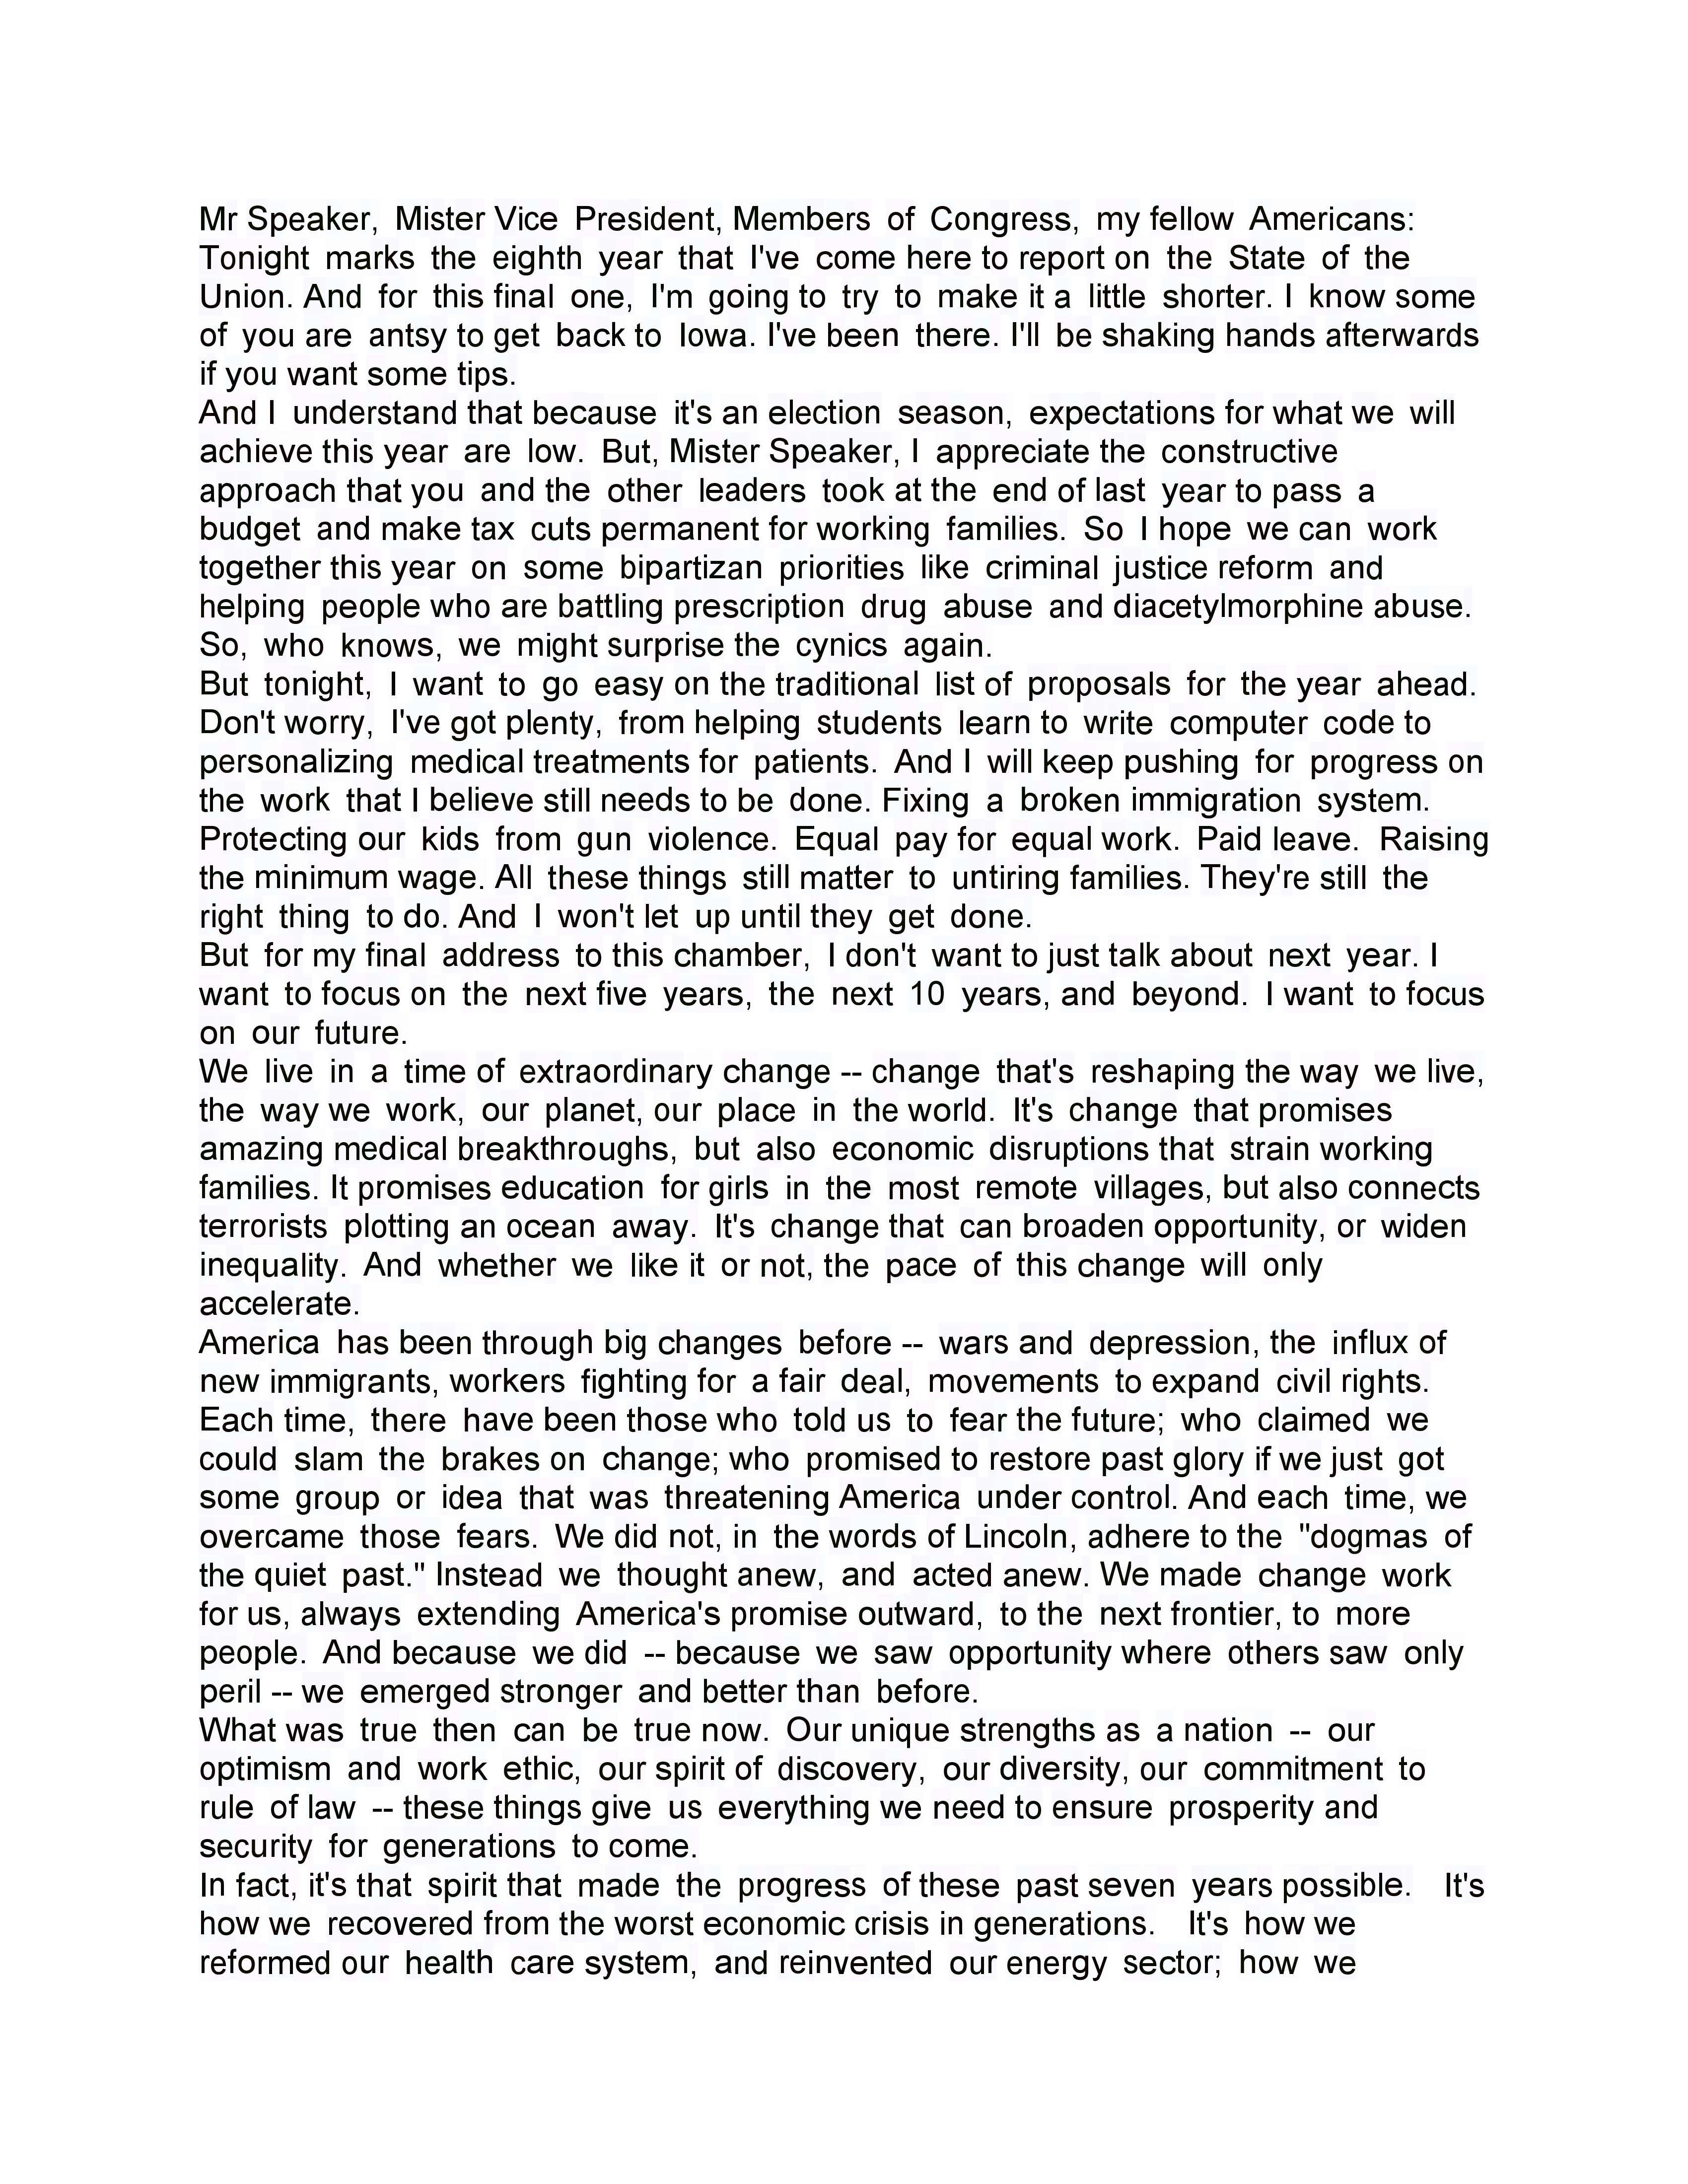 Mr Speaker, Mister Vice President, Members of Congress, my fellow Americans:
Tonight marks the eighth year that I've come here to report on the State of the
Union. And for this final one, I'm going to try to make it a little shorter. I know some
of you are antsy to get back to Iowa. I've been there. I'll be shaking hands afterwards
if you want some tips.
And I understand that because it's an election season, expectations for what we will
achieve this year are low. But, Mister Speaker, I appreciate the constructive
approach that you and the other leaders took at the end of last year to pass a
budget and make tax cuts permanent for working families. So I hope we can work
together this year on some bipartizan priorities like criminal justice reform and
helping people who are battling prescription drug abuse and diacetylmorphine abuse.
So, who knows, we might surprise the cynics again.
But tonight, I want to go easy on the traditional list of proposals for the year ahead.
Don't worry, I've got plenty, from helping students learn to write computer code to
personalizing medical treatments for patients. And I will keep pushing for progress on
the work that I believe still needs to be done. Fixing a broken immigration system.
Protecting our kids from gun violence. Equal pay for equal work. Paid leave. Raising
the minimum wage. All these things still matter to untiring families. They're still the
right thing to do. And I won't let up until they get done.
But for my final address to this chamber, I don't want to just talk about next year. I
want to focus on the next five years, the next 10 years, and beyond. I want to focus
on our future.
We live in a time of extraordinary change -- change that's reshaping the way we live,
the way we work, our planet, our place in the world. It's change that promises
amazing medical breakthroughs, but also economic disruptions that strain working
families. It promises education for girls in the most remote villages, but also connects
terrorists plotting an ocean away. It's change that can broaden opportunity, or widen
inequality. And whether we like it or not, the pace of this change will only
accelerate.
America has been through big changes before -- wars and depression, the influx of
new immigrants, workers fighting for a fair deal, movements to expand civil rights.
Each time, there have been those who told us to fear the future; who claimed we
could slam the brakes on change; who promised to restore past glory if we just got
some group or idea that was threatening America under control. And each time, we
overcame those fears. We did not, in the words of Lincoln, adhere to the "dogmas of
the quiet past." Instead we thought anew, and acted anew. We made change work
for us, always extending America's promise outward, to the next frontier, to more
people. And because we did -- because we saw opportunity where others saw only
peril -- we emerged stronger and better than before.
What was true then can be true now. Our unique strengths as a nation -- our
optimism and work ethic, our spirit of discovery, our diversity, our commitment to
rule of law -- these things give us everything we need to ensure prosperity and
security for generations to come.
In fact, it's that spirit that made the progress of these past seven years possible. It's
how we recovered from the worst economic crisis in generations. It's how we
reformed our health care system, and reinvented our energy sector; how we